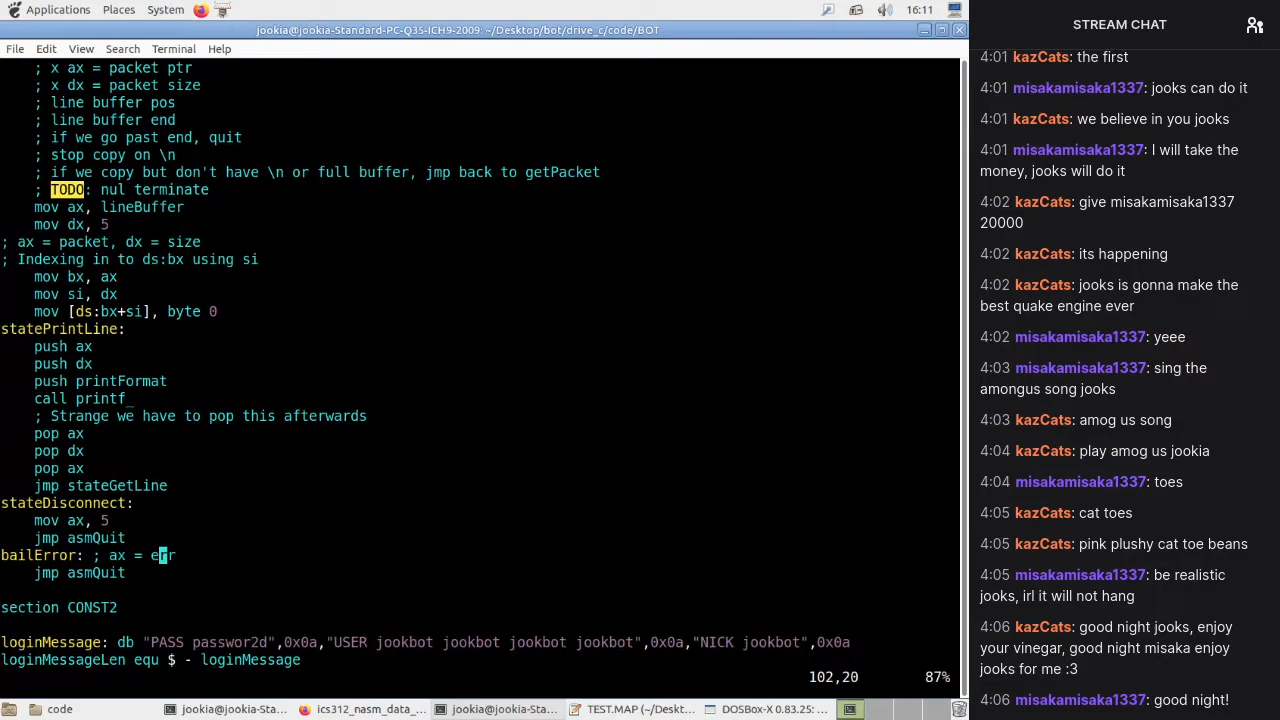 Applications Places System 16:11
jookia@jookia-Standard-PC-Q35-ICH9-2009: ~/Desktop/bot/drive_c/code/BOT
File Edit View Search Terminal Help
; x ax = packet ptr
; x dx = packet size
; line buffer pos
; line buffer end
; if we go past end, quit
; stop copy on \n
; if we copy but don't have \n or full buffer, jmp back to getPacket
; TODO: nul terminate
mov ax, lineBuffer
mov dx, 5
; ax = packet, dx = size
; Indexing in to ds:bx using si
mov bx, ax
mov si, dx
mov [ds:bx+si], byte 0
statePrintLine:
push ax
push dx
push printFormat
call printf_
; Strange we have to pop this afterwards
pop ax
pop dx
pop ax
jmp stateGetLine
stateDisconnect:
mov ax, 5
jmp asmQuit
bailError: ; ax = err
jmp asmQuit
section CONST2
loginMessage: db "PASS passwor2d",0x0a,"USER jookbot jookbot jookbot jookbot",0x0a,"NICK jookbot",0x0a
loginMessageLen equ $ - loginMessage
102,20 87%
code jookia@jookia-Sta... ics312_nasm_data_... jookia@jookia-Sta... TEST.MAP (~/Deskt... DOSBox-X 0.83.25: ...
STREAM CHAT
4:01 kazCats: the first
4:01 misakamisaka1337: jooks can do it
4:01 kazCats: we believe in you jooks
4:01 misakamisaka1337: I will take the
money, jooks will do it
4:02 kazCats: give misakamisaka1337
20000
4:02 kazCats: its happening
4:02 kazCats: jooks is gonna make the
best quake engine ever
4:02 misakamisaka1337: yeee
4:03 misakamisaka1337: sing the
amongus song jooks
4:03 kazCats: amog us song
4:04 kazCats: play amog us jookia
4:04 misakamisaka1337: toes
4:05 kazCats: cat toes
4:05 kazCats: pink plushy cat toe beans
4:05 misakamisaka1337: be realistic
jooks, irl it will not hang
4:06 kazCats: good night jooks, enjoy
your vinegar, good night misaka enjoy
jooks for me :3
4:06 misakamisaka1337: good night!